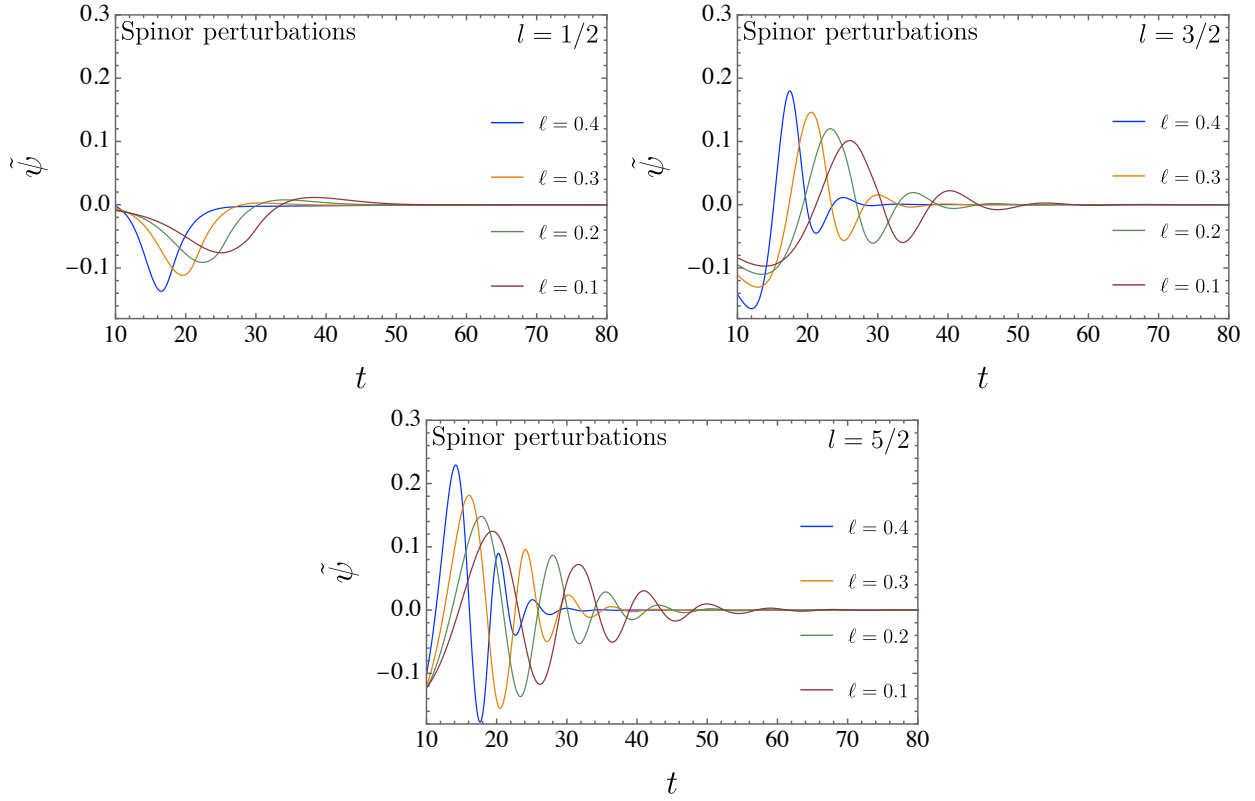 Spinor perturbations
l = 1/2
0.3
0.2
0.1
0.0
−0.1
ψ̃
ℓ = 0.4
ℓ = 0.3
ℓ = 0.2
ℓ = 0.1
10 20 30 40 50 60 70 80
t
Spinor perturbations
l = 3/2
0.3
0.2
0.1
0.0
−0.1
ψ̃
ℓ = 0.4
ℓ = 0.3
ℓ = 0.2
ℓ = 0.1
10 20 30 40 50 60 70 80
t
Spinor perturbations
l = 5/2
0.3
0.2
0.1
0.0
−0.1
ψ̃
ℓ = 0.4
ℓ = 0.3
ℓ = 0.2
ℓ = 0.1
10 20 30 40 50 60 70 80
t